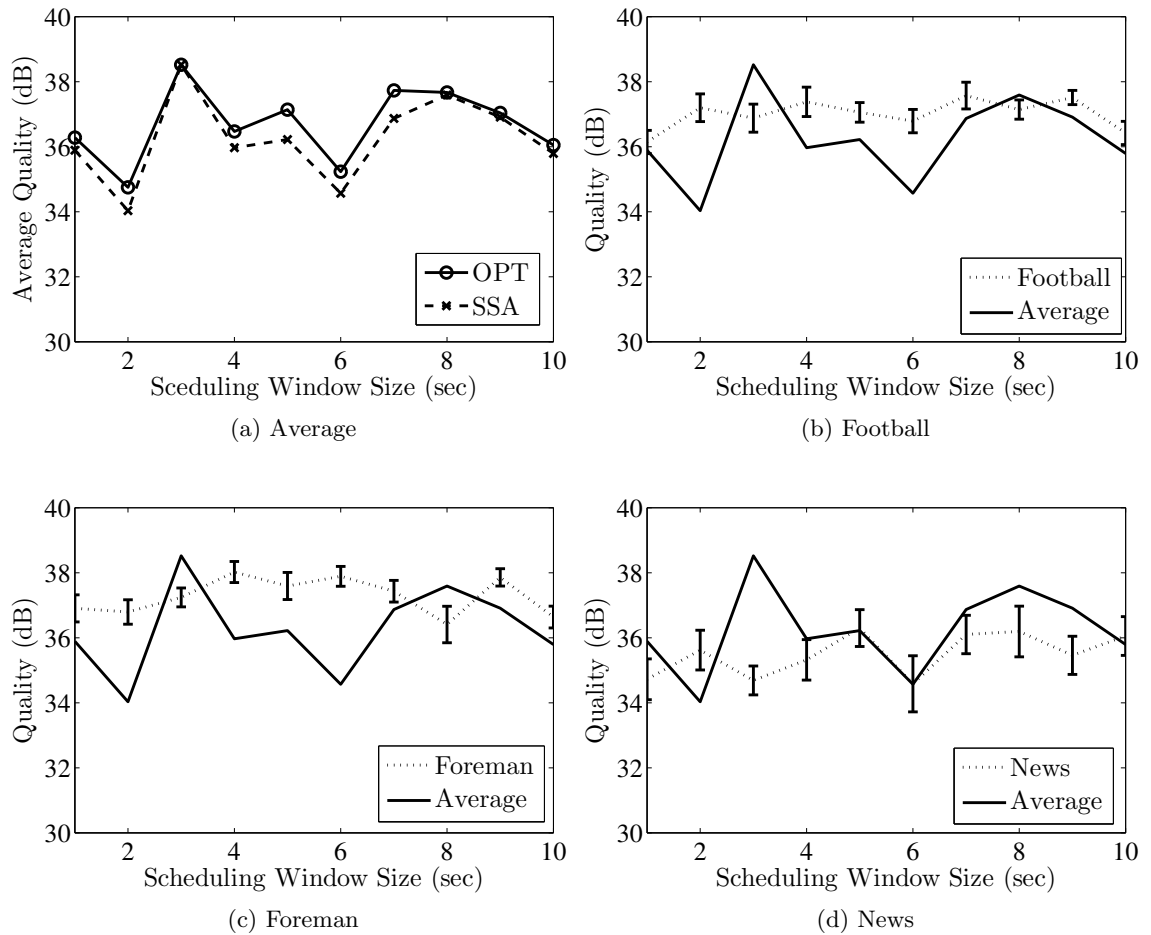 40
38
36
34
32
30
Average Quality (dB)
OPT
SSA
2 4 6 8 10
Sceduling Window Size (sec)
(a) Average
40
38
36
34
32
30
Quality (dB)
Football
Average
2 4 6 8 10
Scheduling Window Size (sec)
(b) Football
40
38
36
34
32
30
Quality (dB)
Foreman
Average
2 4 6 8 10
Scheduling Window Size (sec)
(c) Foreman
40
38
36
34
32
30
Quality (dB)
News
Average
2 4 6 8 10
Scheduling Window Size (sec)
(d) News